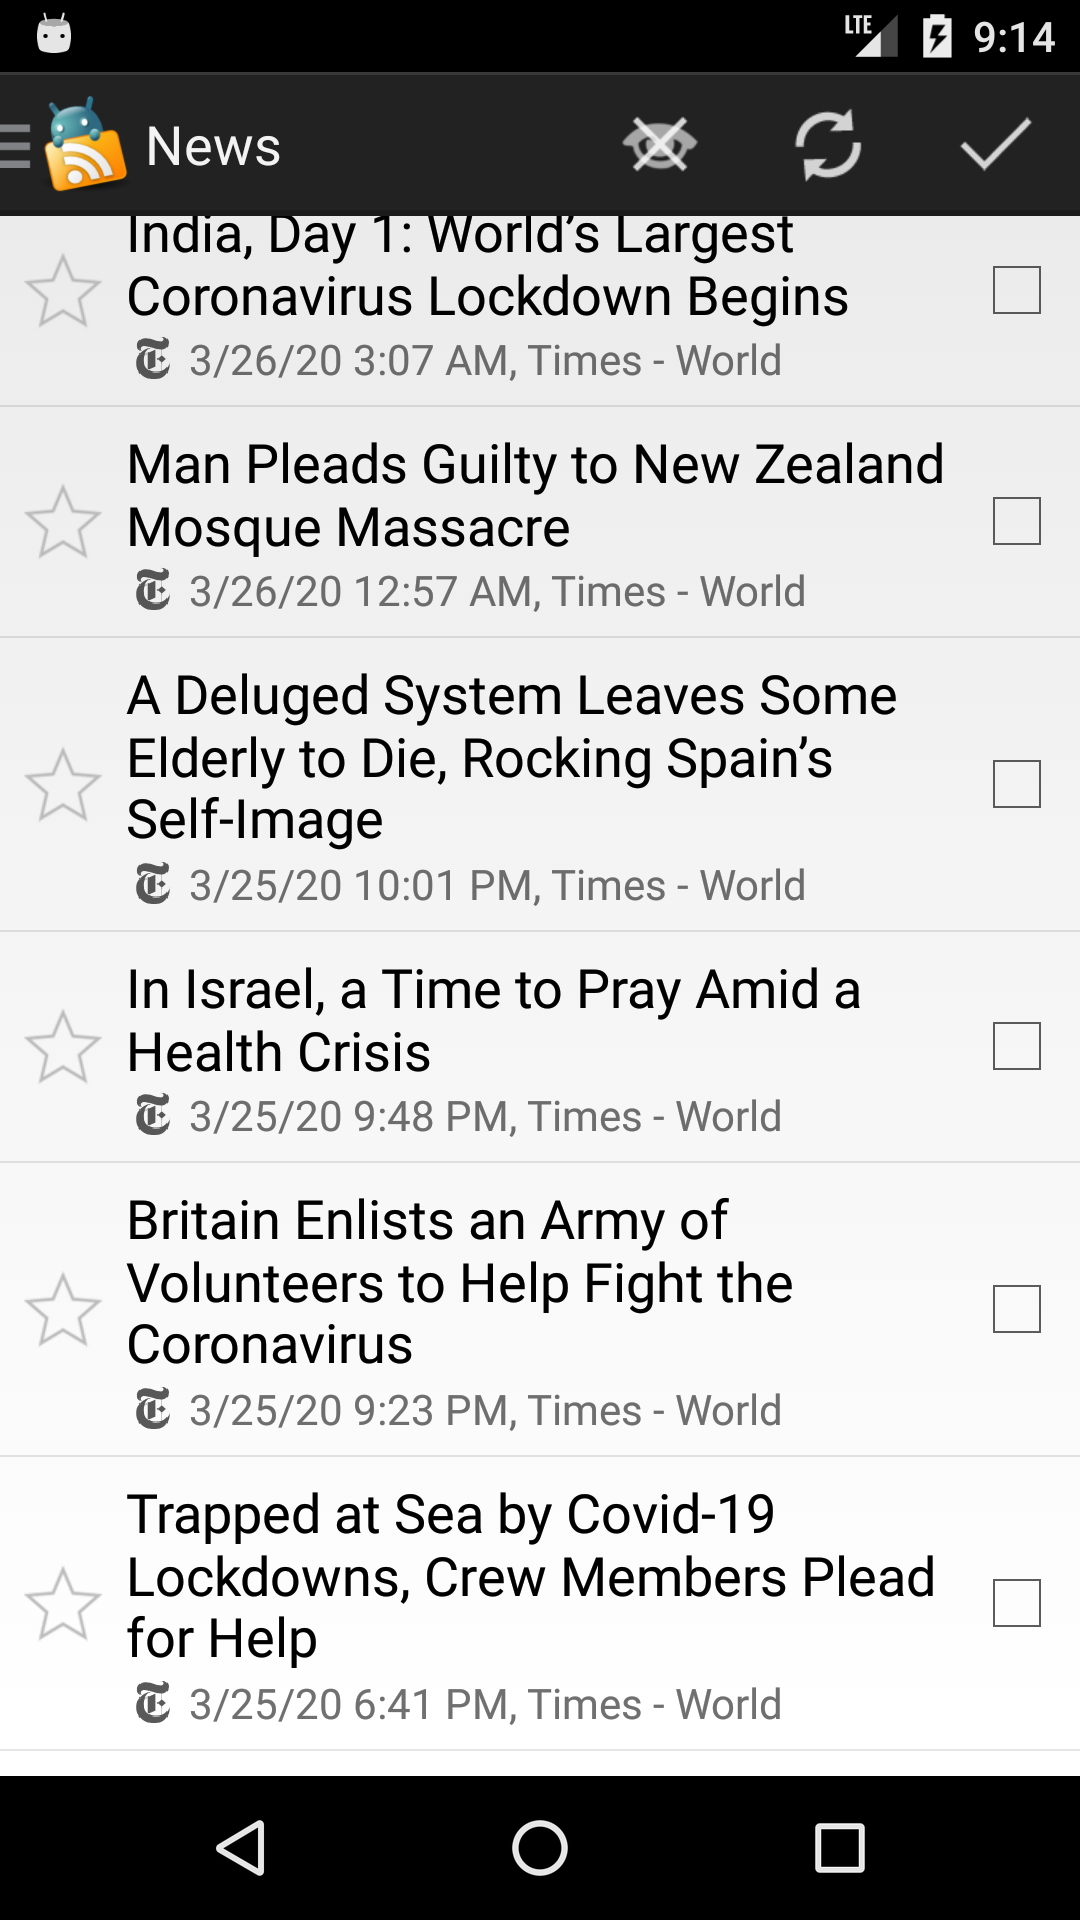 LTE 9:14
News
India, Day 1: World’s Largest
Coronavirus Lockdown Begins
3/26/20 3:07 AM, Times - World
Man Pleads Guilty to New Zealand
Mosque Massacre
3/26/20 12:57 AM, Times - World
A Deluged System Leaves Some
Elderly to Die, Rocking Spain’s
Self-Image
3/25/20 10:01 PM, Times - World
In Israel, a Time to Pray Amid a
Health Crisis
3/25/20 9:48 PM, Times - World
Britain Enlists an Army of
Volunteers to Help Fight the
Coronavirus
3/25/20 9:23 PM, Times - World
Trapped at Sea by Covid-19
Lockdowns, Crew Members Plead
for Help
3/25/20 6:41 PM, Times - World